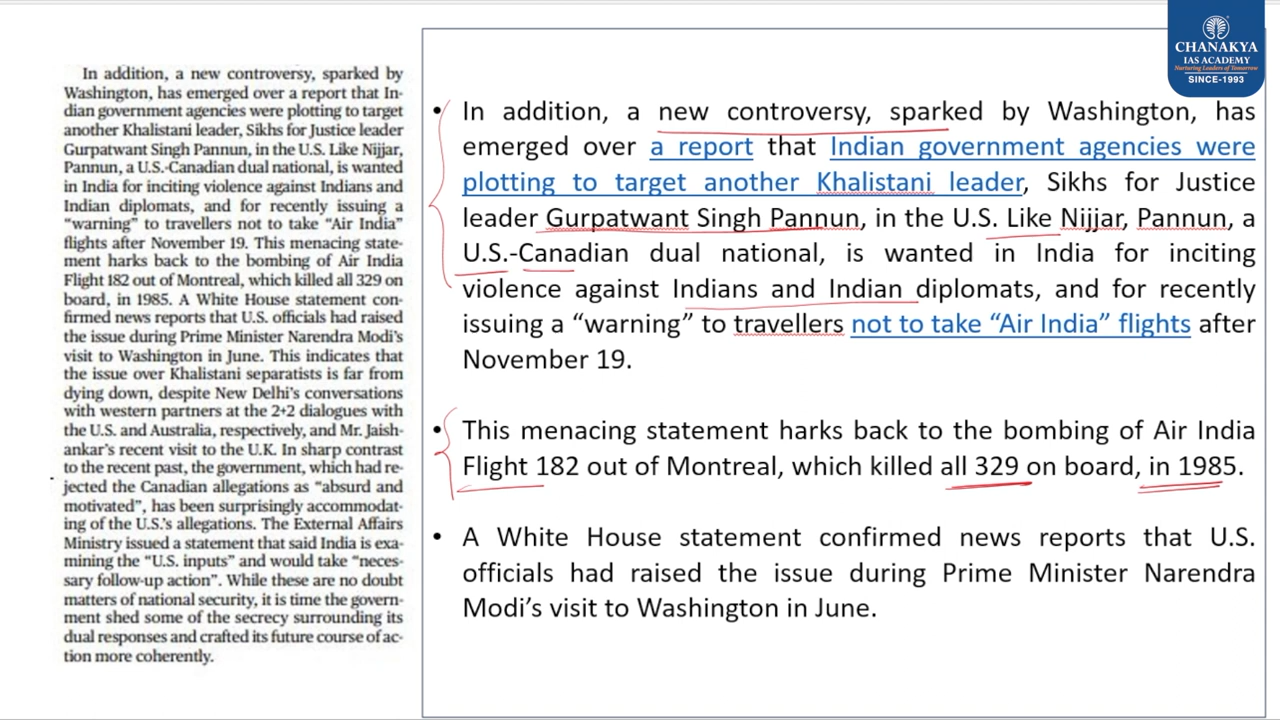 In addition, a new controversy, sparked by
Washington, has emerged over a report that In-
dian government agencies were plotting to target
another Khalistani leader, Sikhs for Justice leader
Gurpatwant Singh Pannun, in the U.S. Like Nijjar,
Pannun, a U.S.-Canadian dual national, is wanted
in India for inciting violence against Indians and
Indian diplomats, and for recently issuing a
“warning” to travellers not to take “Air India”
flights after November 19. This menacing state-
ment harks back to the bombing of Air India
Flight 182 out of Montreal, which killed all 329 on
board, in 1985. A White House statement con-
firmed news reports that U.S. officials had raised
the issue during Prime Minister Narendra Modi’s
visit to Washington in June. This indicates that
the issue over Khalistani separatists is far from
dying down, despite New Delhi’s conversations
with western partners at the 2+2 dialogues with
the U.S. and Australia, respectively, and Mr. Jaish-
ankar’s recent visit to the U.K. In sharp contrast
to the recent past, the government, which had re-
jected the Canadian allegations as “absurd and
motivated”, has been surprisingly accommodat-
ing of the U.S.’s allegations. The External Affairs
Ministry issued a statement that said India is exa-
mining the “U.S. inputs” and would take “neces-
sary follow-up action”. While these are no doubt
matters of national security, it is time the govern-
ment shed some of the secrecy surrounding its
dual responses and crafted its future course of ac-
tion more coherently.
CHANAKYA
IAS ACADEMY
Nurturing Leaders of Tomorrow
SINCE-1993
• In addition, a new controversy, sparked by Washington, has
emerged over a report that Indian government agencies were
plotting to target another Khalistani leader, Sikhs for Justice
leader Gurpatwant Singh Pannun, in the U.S. Like Nijjar, Pannun, a
U.S.-Canadian dual national, is wanted in India for inciting
violence against Indians and Indian diplomats, and for recently
issuing a “warning” to travellers not to take “Air India” flights after
November 19.
• This menacing statement harks back to the bombing of Air India
Flight 182 out of Montreal, which killed all 329 on board, in 1985.
• A White House statement confirmed news reports that U.S.
officials had raised the issue during Prime Minister Narendra
Modi’s visit to Washington in June.